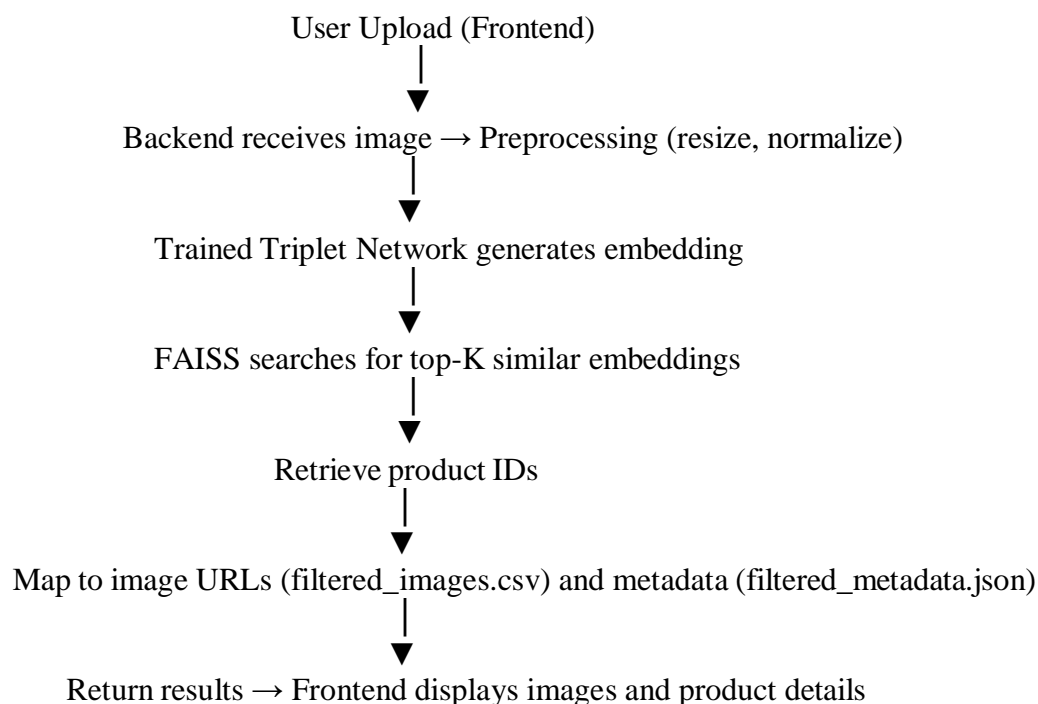 User Upload (Frontend)
Backend receives image → Preprocessing (resize, normalize)
Trained Triplet Network generates embedding
FAISS searches for top-K similar embeddings
Retrieve product IDs
Map to image URLs (filtered_images.csv) and metadata (filtered_metadata.json)
Return results → Frontend displays images and product details